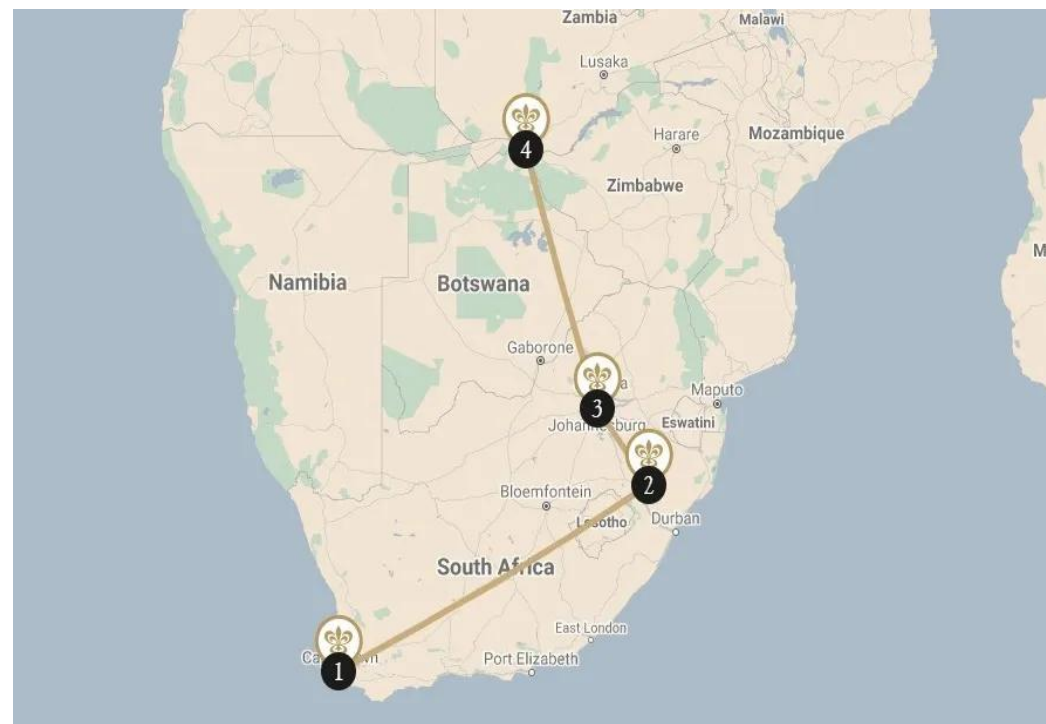 Zambia
Malawi
Lusaka
Harare
Mozambique
4
Zimbabwe
M
Namibia
Botswana
Gaborone
Maputo
3
Johannesburg
Eswatini
2
Bloemfontein
Lesotho
Durban
South Africa
East London
Port Elizabeth
1